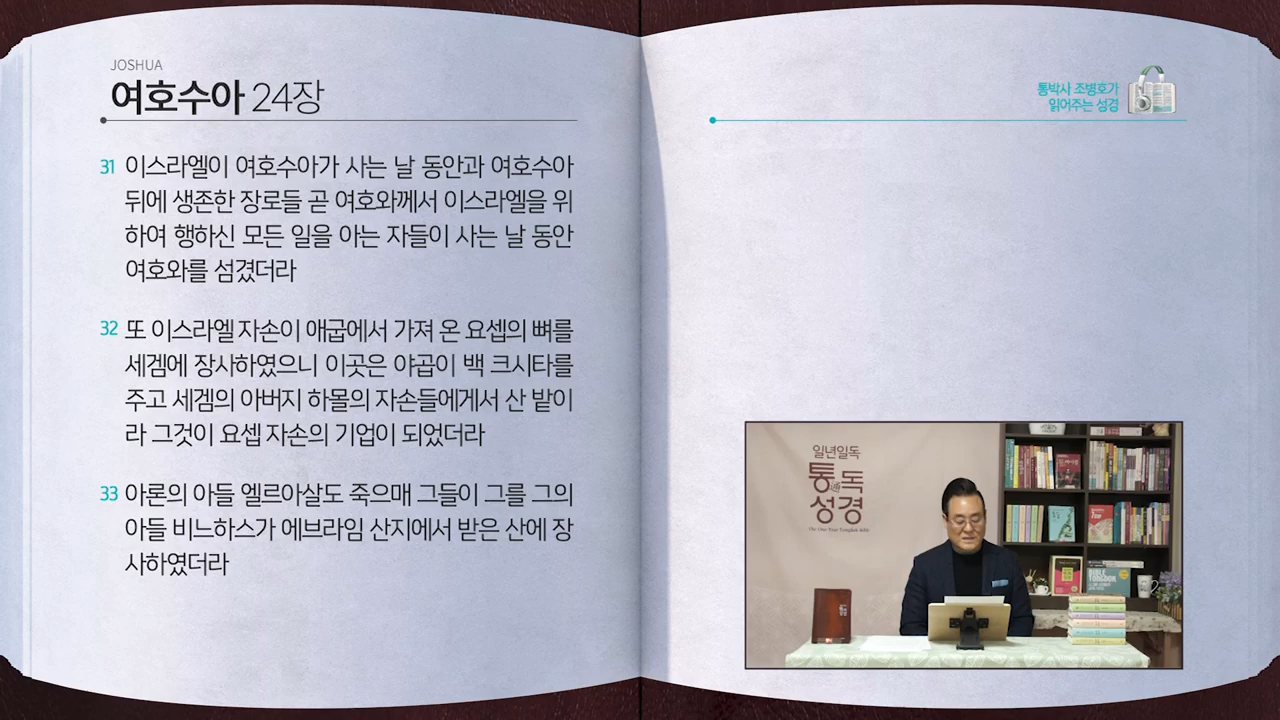 JOSHUA
여호수아 24장
31 이스라엘이 여호수아가 사는 날 동안과 여호수아
뒤에 생존한 장로들 곧 여호와께서 이스라엘을 위
하여 행하신 모든 일을 아는 자들이 사는 날 동안
여호와를 섬겼더라
32 또 이스라엘 자손이 애굽에서 가져 온 요셉의 뼈를
세겜에 장사하였으니 이곳은 야곱이 백 크시타를
주고 세겜의 아버지 하몰의 자손들에게서 산 밭이
라 그것이 요셉 자손의 기업이 되었더라
33 아론의 아들 엘르아살도 죽으매 그들이 그를 그의
아들 비느하스가 에브라임 산지에서 받은 산에 장
사하였더라
통박사 조병호가
읽어주는 성경
일년일독
통通독
성경
BIBLE